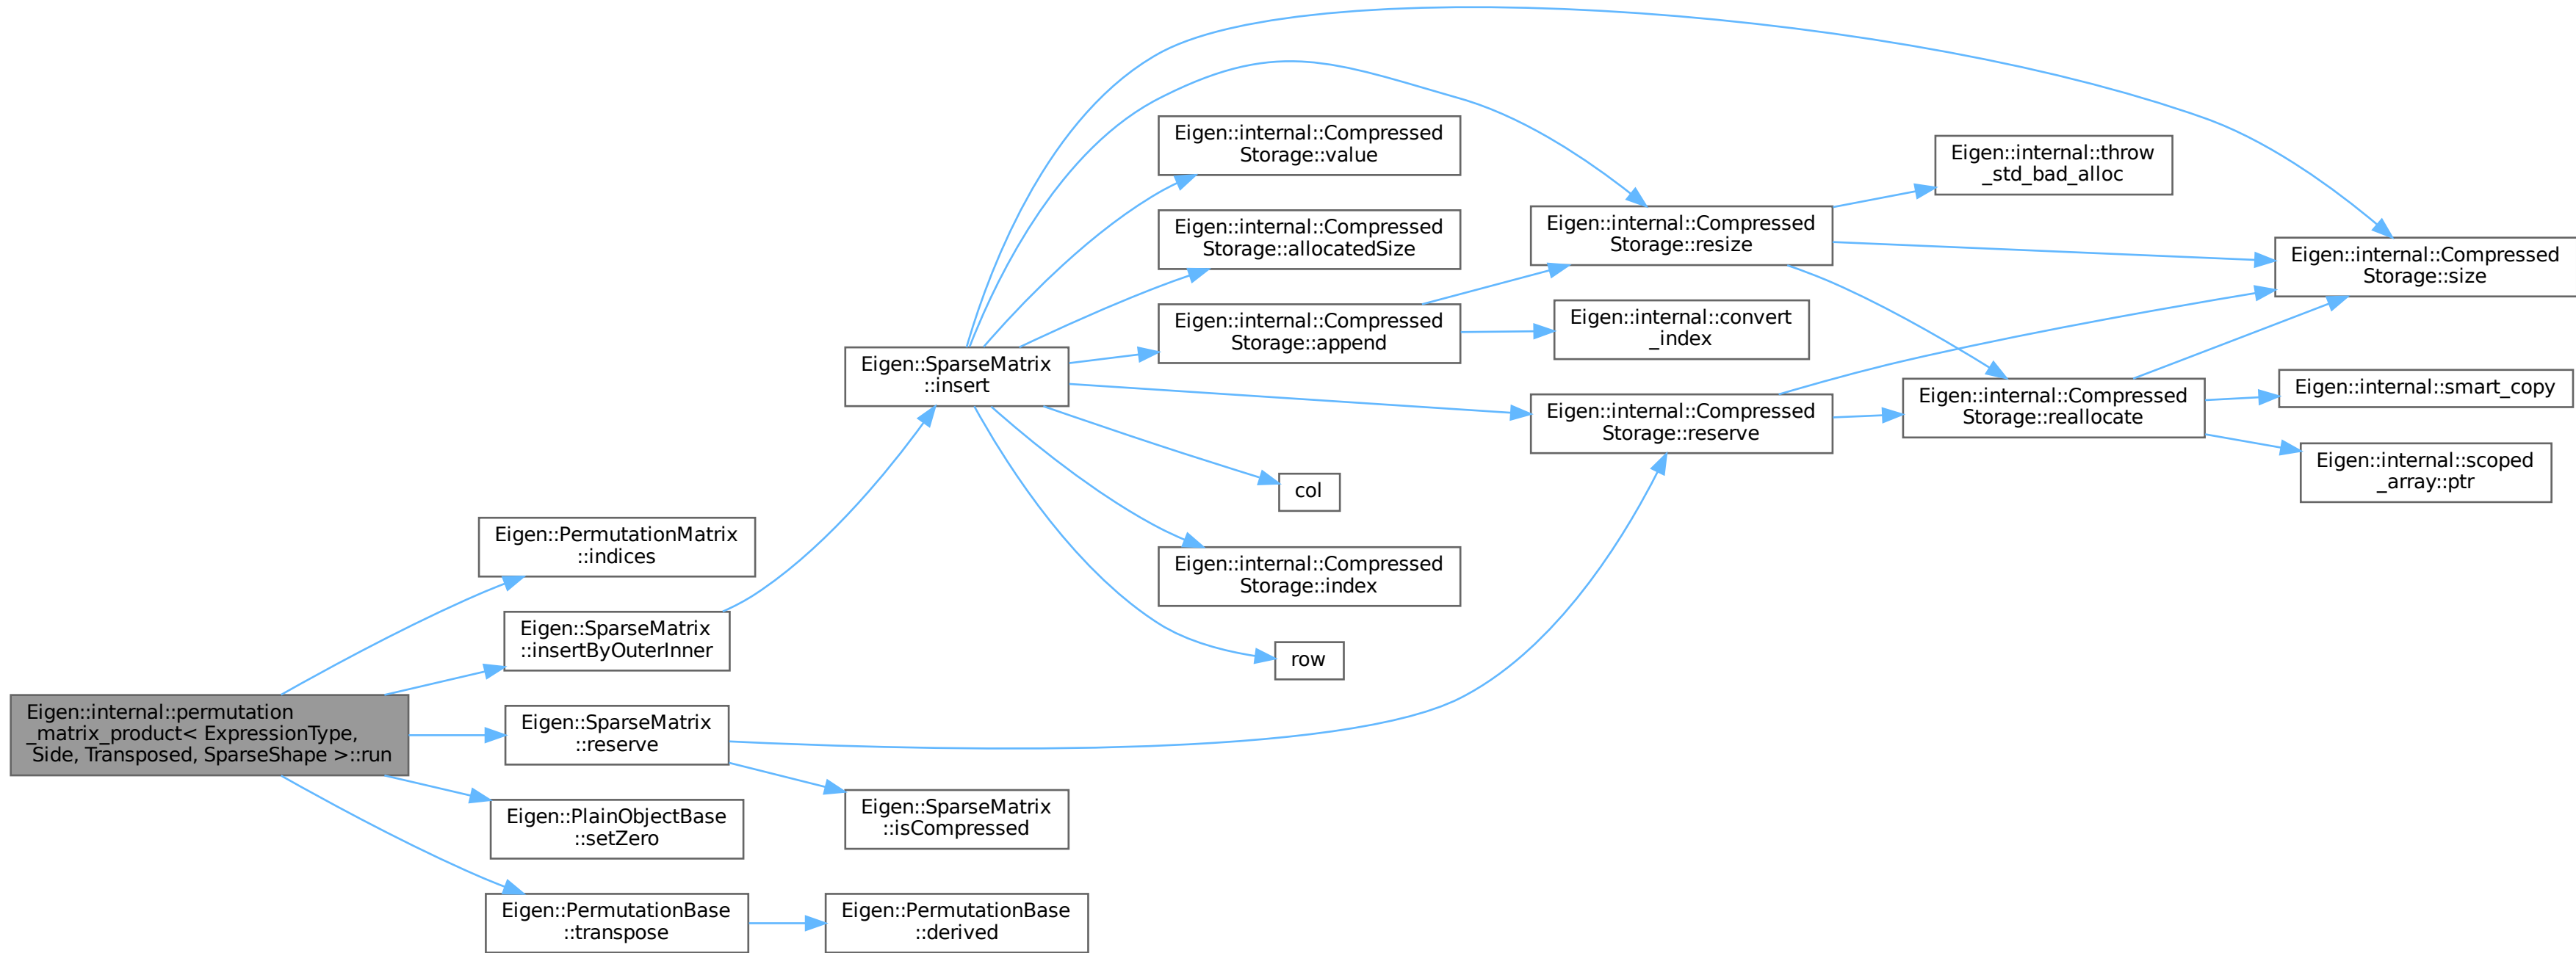 Eigen::internal::permutation
_matrix_product< ExpressionType,
Side, Transposed, SparseShape >::run
Eigen::PermutationMatrix
::indices
Eigen::SparseMatrix
::insertByOuterInner
Eigen::SparseMatrix
::reserve
Eigen::PlainObjectBase
::setZero
Eigen::PermutationBase
::transpose
Eigen::SparseMatrix
::insert
Eigen::SparseMatrix
::isCompressed
Eigen::PermutationBase
::derived
Eigen::internal::Compressed
Storage::value
Eigen::internal::Compressed
Storage::allocatedSize
Eigen::internal::Compressed
Storage::append
col
Eigen::internal::Compressed
Storage::index
row
Eigen::internal::Compressed
Storage::resize
Eigen::internal::convert
_index
Eigen::internal::Compressed
Storage::reserve
Eigen::internal::throw
_std_bad_alloc
Eigen::internal::Compressed
Storage::reallocate
Eigen::internal::Compressed
Storage::size
Eigen::internal::smart_copy
Eigen::internal::scoped
_array::ptr